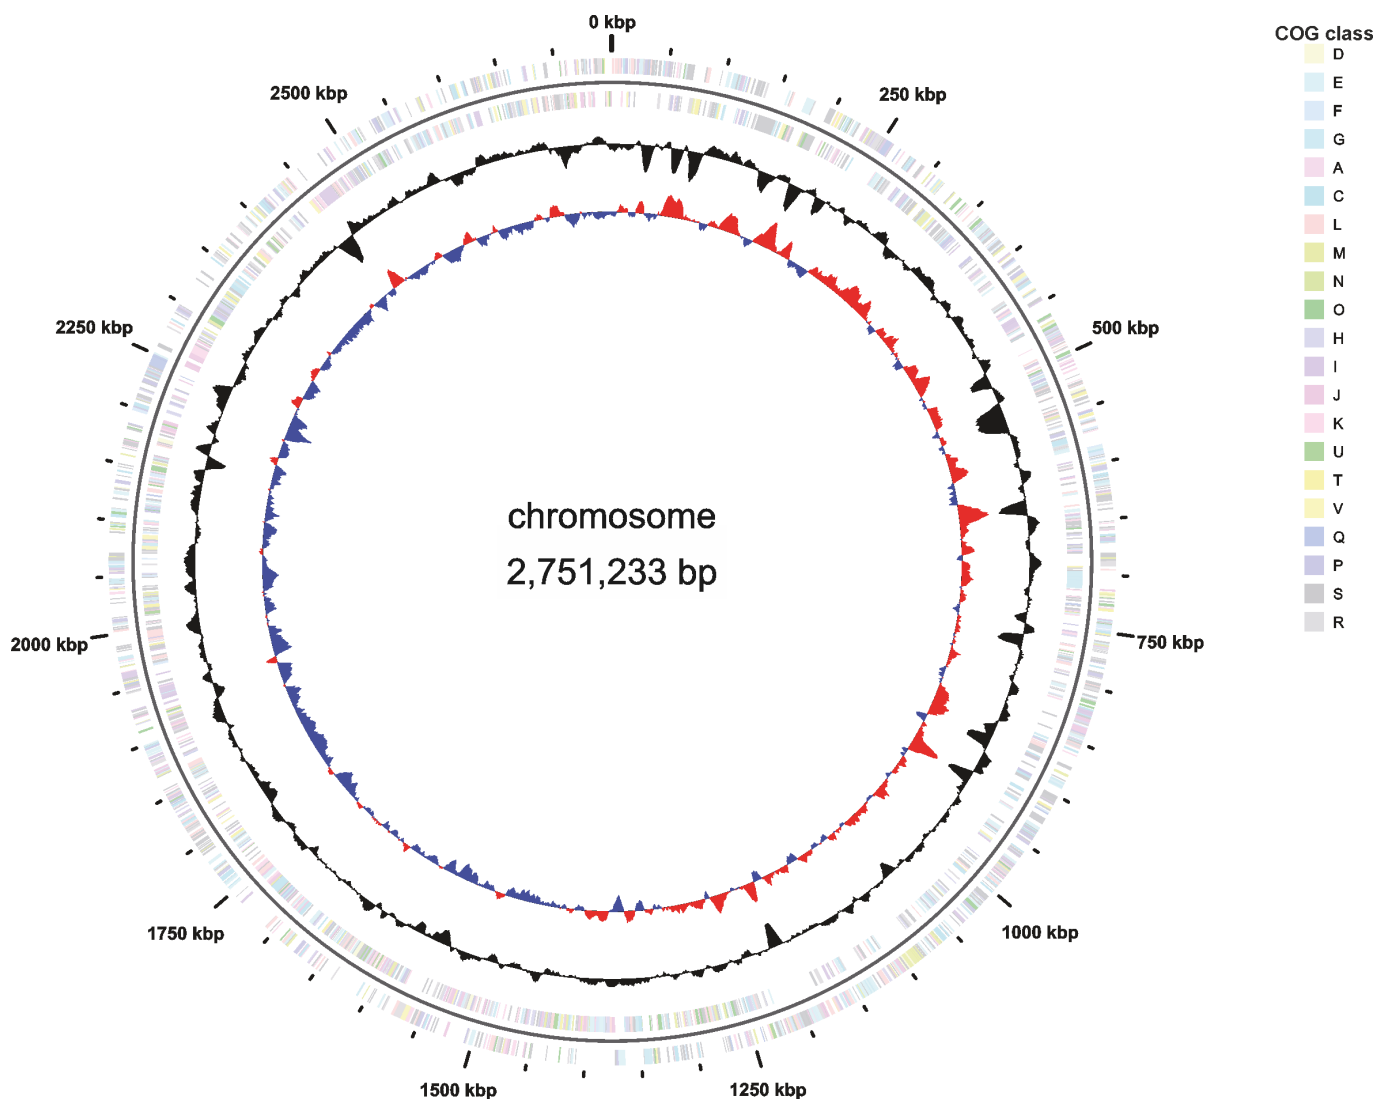 0 kbp
250 kbp
500 kbp
750 kbp
1000 kbp
1250 kbp
1500 kbp
1750 kbp
2000 kbp
2250 kbp
2500 kbp
chromosome
2,751,233 bp
COG class
D
E
F
G
A
C
L
M
N
O
H
I
J
K
U
T
V
Q
P
S
R